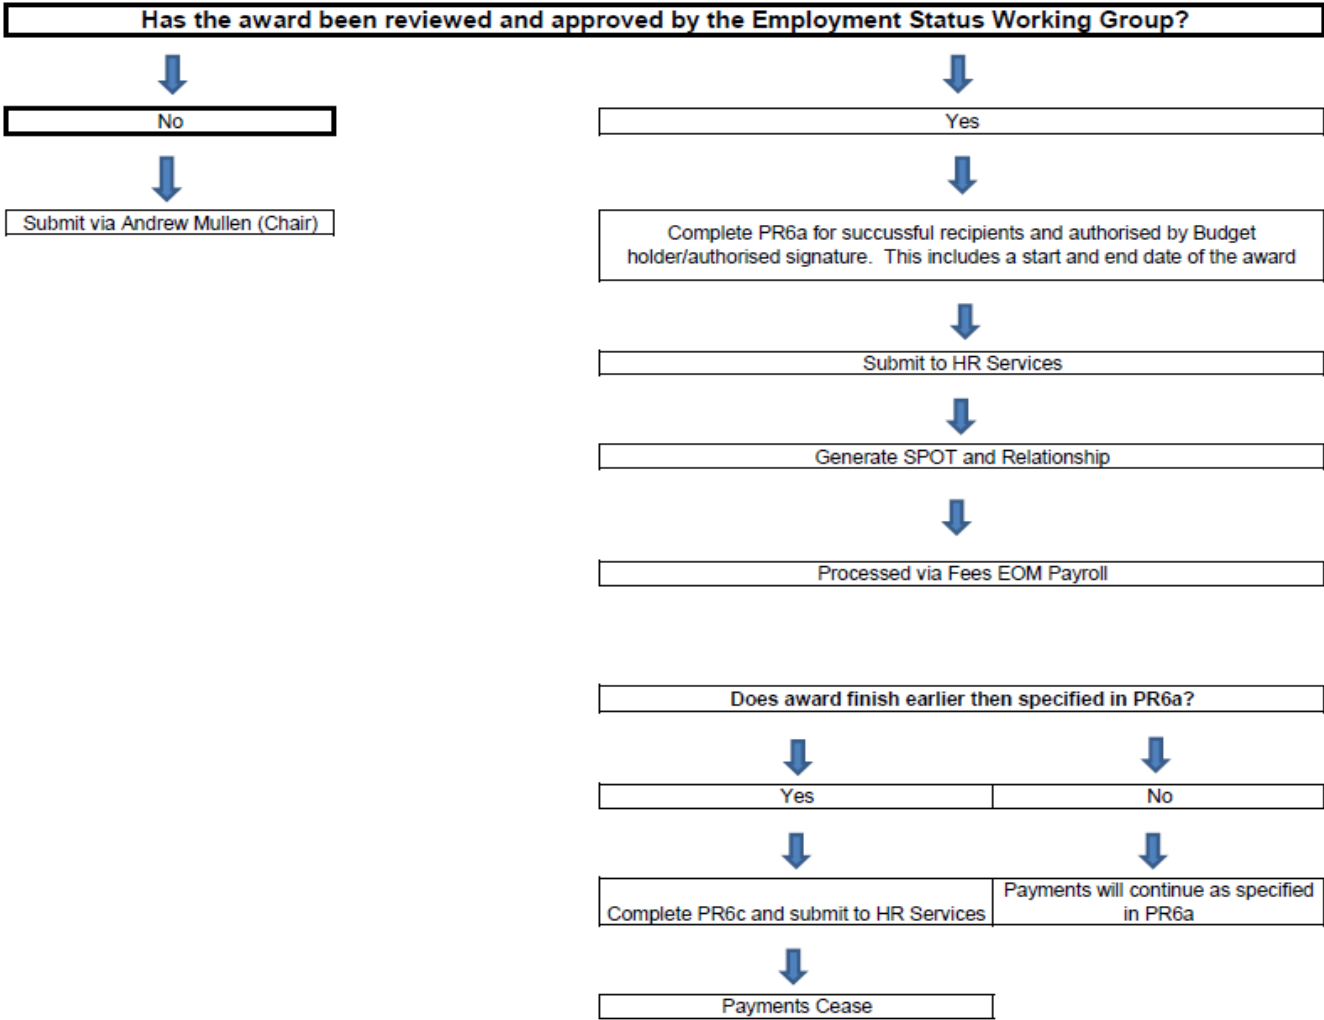 Has the award been reviewed and approved by the Employment Status Working Group?
No
Yes
Submit via Andrew Mullen (Chair)
Complete PR6a for succussful recipients and authorised by Budget
holder/authorised signature. This includes a start and end date of the award
Submit to HR Services
Generate SPOT and Relationship
Processed via Fees EOM Payroll
Does award finish earlier then specified in PR6a?
Yes
No
Complete PR6c and submit to HR Services
Payments will continue as specified
in PR6a
Payments Cease